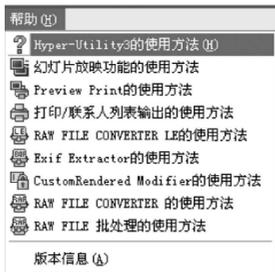 帮助(H)
Hyper-Utility3的使用方法(H)
幻灯片放映功能的使用方法
Preview Print的使用方法
打印/联系人列表输出的使用方法
RAW FILE CONVERTER LE的使用方法
Exif Extractor的使用方法
CustomRendered Modifier的使用方法
RAW FILE CONVERTER 的使用方法
RAW FILE 批处理的使用方法
版本信息(A)